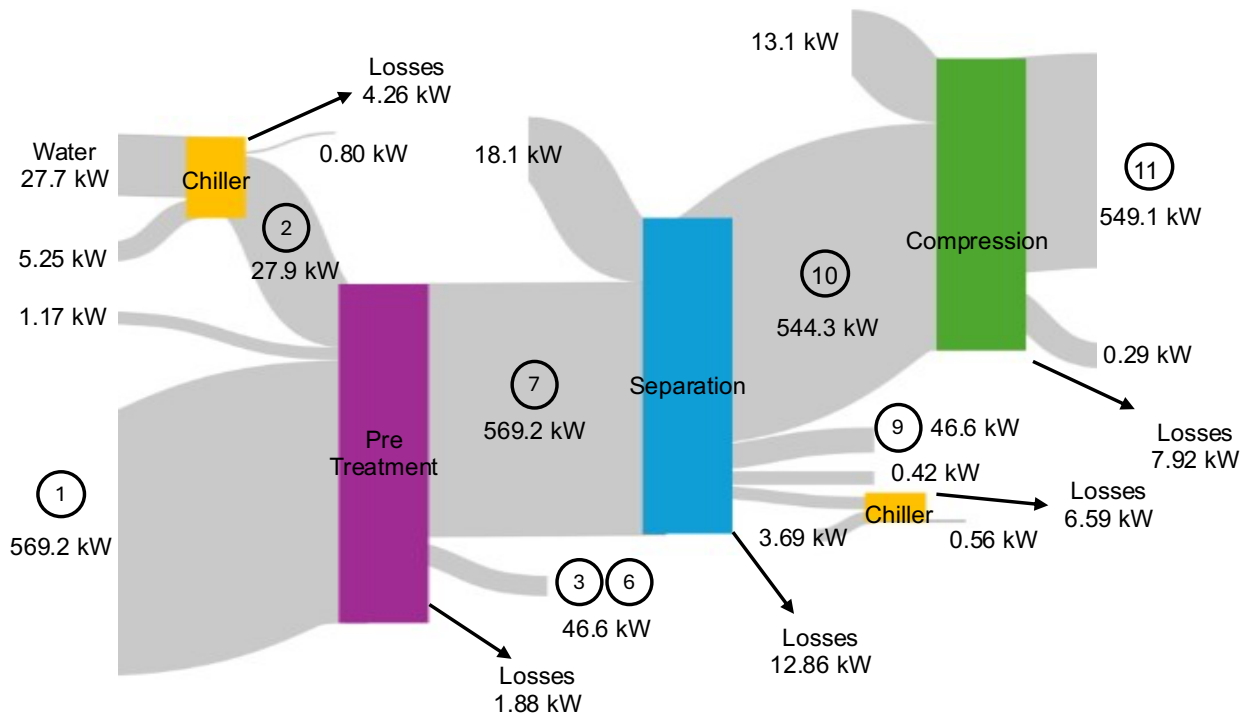 13.1 kW
Losses
4.26 kW
Water
27.7 kW
Chiller
0.80 kW
18.1 kW
11
549.1 kW
2
27.9 kW
5.25 kW
1.17 kW
Compression
10
544.3 kW
0.29 kW
7
569.2 kW
Separation
Pre
Treatment
9
46.6 kW
Losses
7.92 kW
0.42 kW
Losses
6.59 kW
Chiller
3.69 kW
0.56 kW
1
569.2 kW
3
6
46.6 kW
Losses
12.86 kW
Losses
1.88 kW